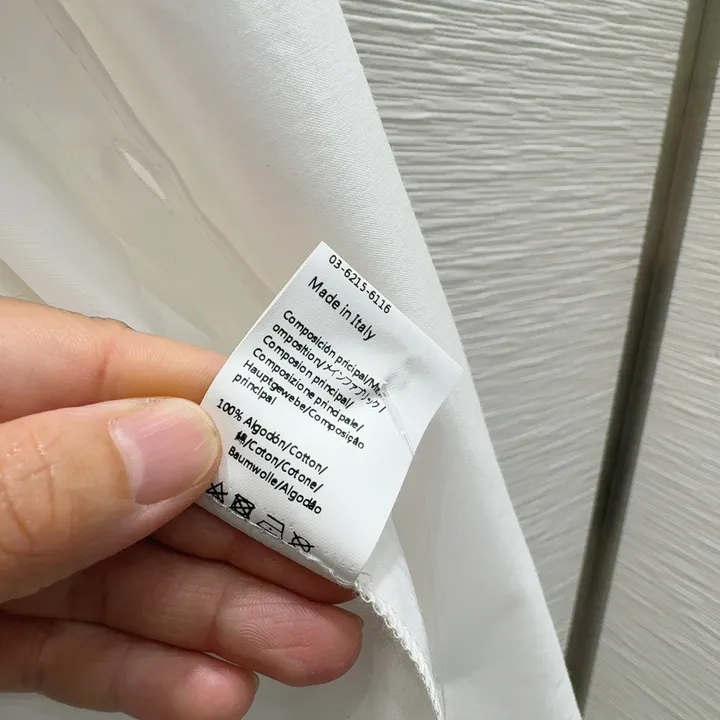 03-6215-6116
Made in Italy
Composición pricipal/Ma
omposition/メインファブリック/
Composion principal/
Composizione principale/
Hauptgewebe/Composição
principal
100% Algodón/Cotton/
綿/Coton/Cotone/
Baumwolle/Algodão